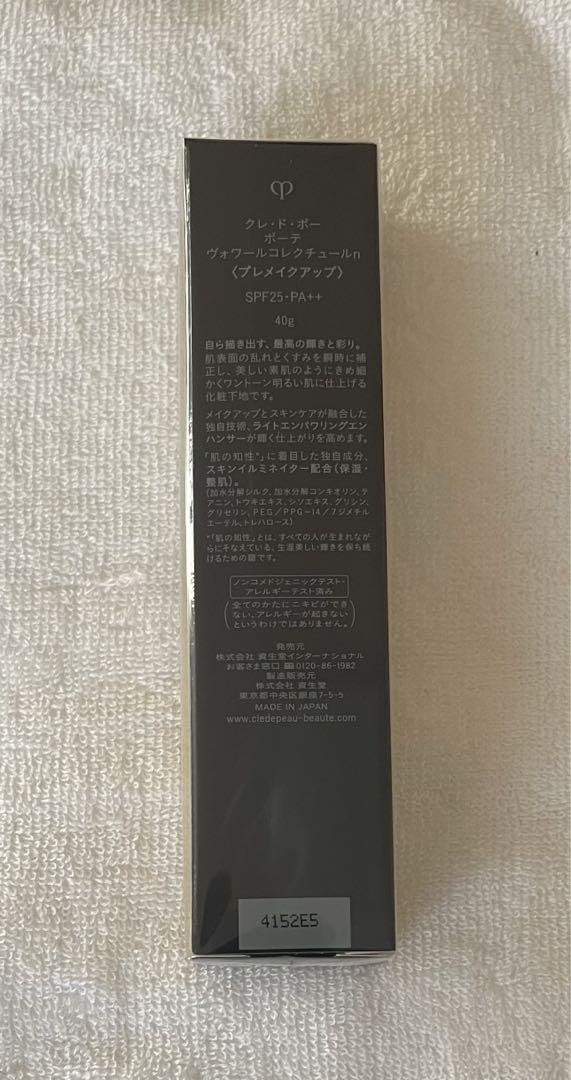 クレ・ド・ポー
ボーテ
ヴォワールコレクチュールn
〈プレメイクアップ〉
SPF25・PA++
40g
自ら描き出す、最高の輝きと彩り。
肌表面の乱れとくすみを瞬時に補
正し、美しい素肌のようにきめ細
かくワントーン明るい肌に仕上げる
化粧下地です。
メイクアップとスキンケアが融合した
独自技術、ライトエンパワリングエン
ハンサーが輝く仕上がりを高めます。
「肌の知性*」に着目した独自成分、
スキンイルミネイター配合(保湿・
整肌)。
(加水分解シルク、加水分解コンキオリン、テ
アニン、トウキエキス、シソエキス、グリシン、
グリセリン、PEG/PPG-14/7ジメチル
エーテル、トレハロース)
*「肌の知性」とは、すべての人が生まれなが
らにそなえている、生涯美しい輝きを保ち続
けるための鍵です。
ノンコメドジェニックテスト・
アレルギーテスト済み
(全てのかたにニキビができ
ない、アレルギーが起きない
というわけではありません。)
発売元
株式会社 資生堂インターナショナル
お客さま窓口 0120-86-1982
製造販売元
株式会社 資生堂
東京都中央区銀座7-5-5
MADE IN JAPAN
www.cledepeau-beaute.com
4152E5